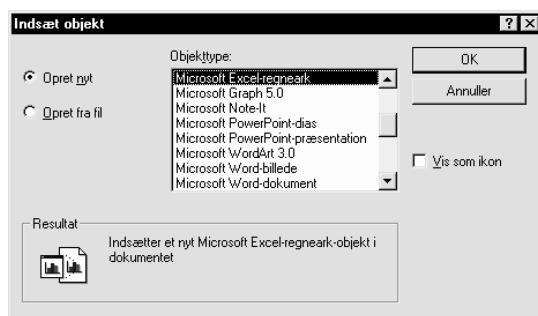 Indsæt objekt
Objekttype:
Opret nyt
Opret fra fil
Microsoft Excel-regneark
Microsoft Graph 5.0
Microsoft Note-It
Microsoft PowerPoint-dias
Microsoft PowerPoint-præsentation
Microsoft WordArt 3.0
Microsoft Word-billede
Microsoft Word-dokument
OK
Annuller
Vis som ikon
Resultat
Indsætter et nyt Microsoft Excel-regneark-objekt i
dokumentet